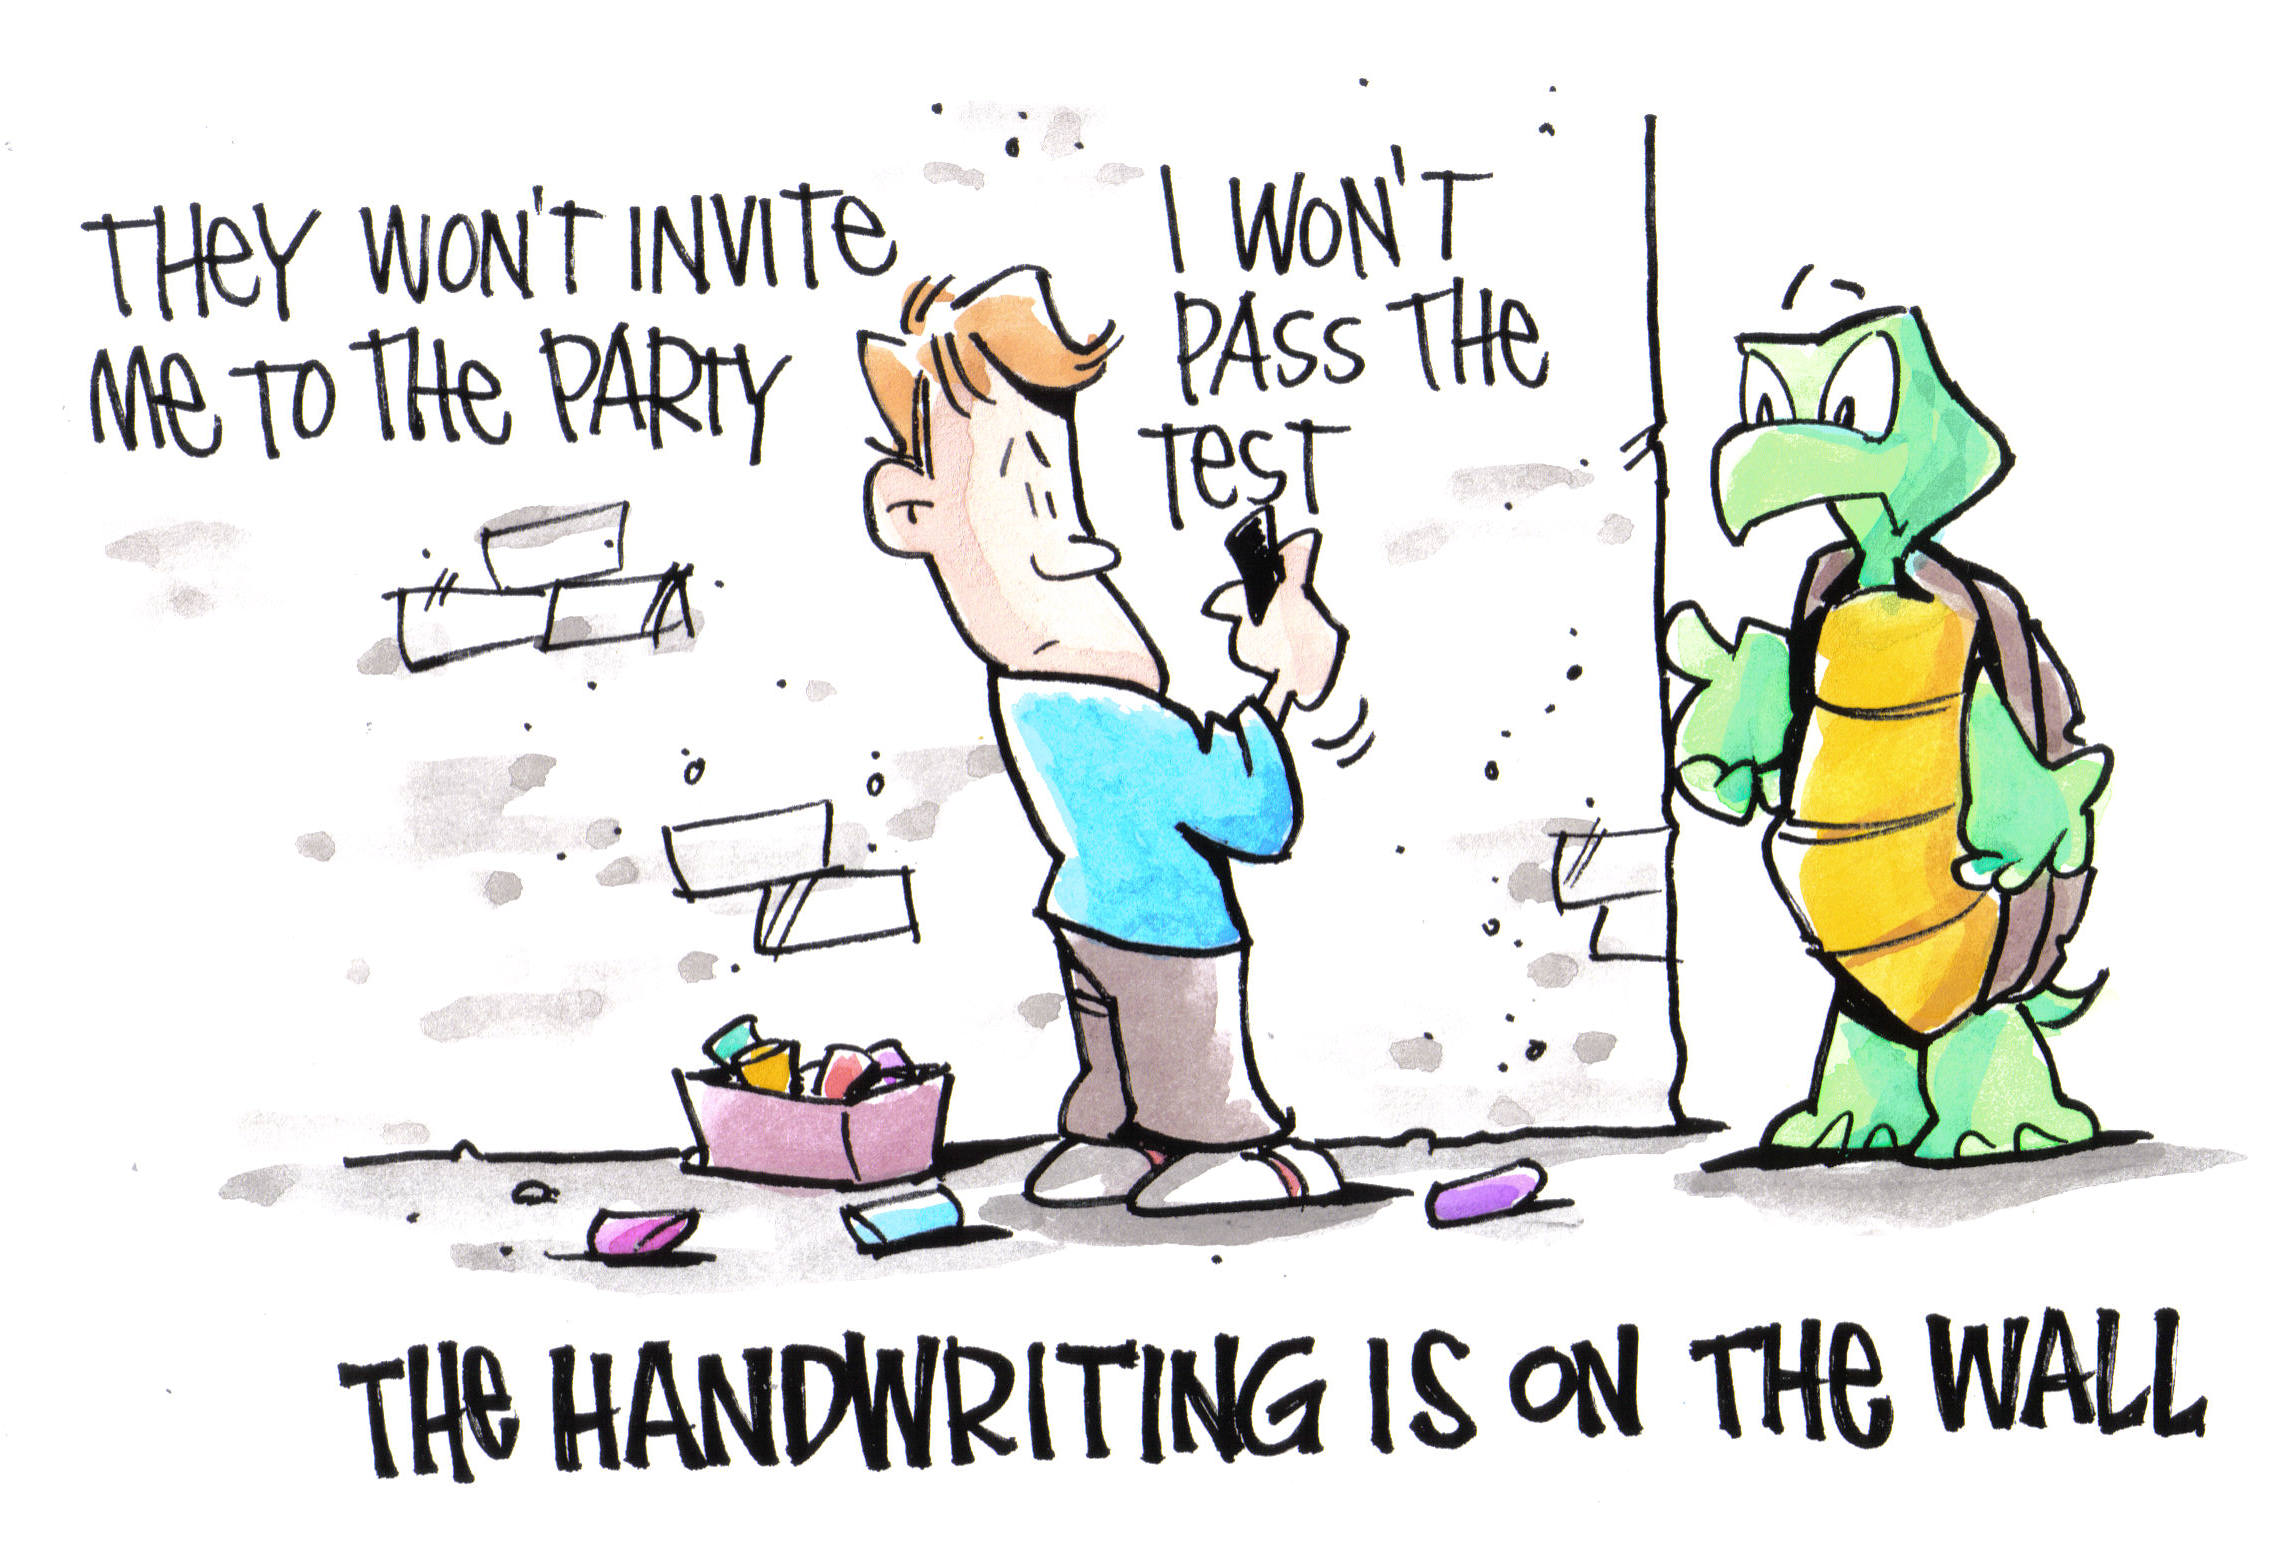 THEY WON'T INVITE
ME TO THE PARTY
I WON'T
PASS THE
TEST
THE HANDWRITING IS ON THE WALL